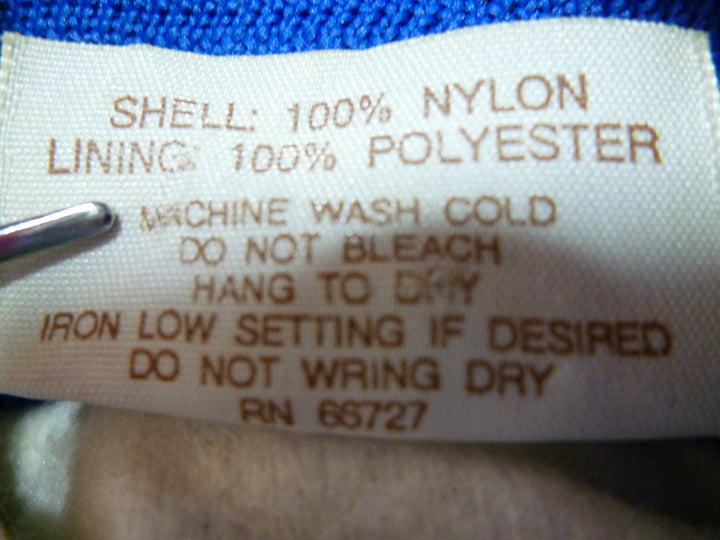 SHELL: 100% NYLON
LINING: 100% POLYESTER
MACHINE WASH COLD
DO NOT BLEACH
HANG TO DRY
IRON LOW SETTING IF DESIRED
DO NOT WRING DRY
RN 66727